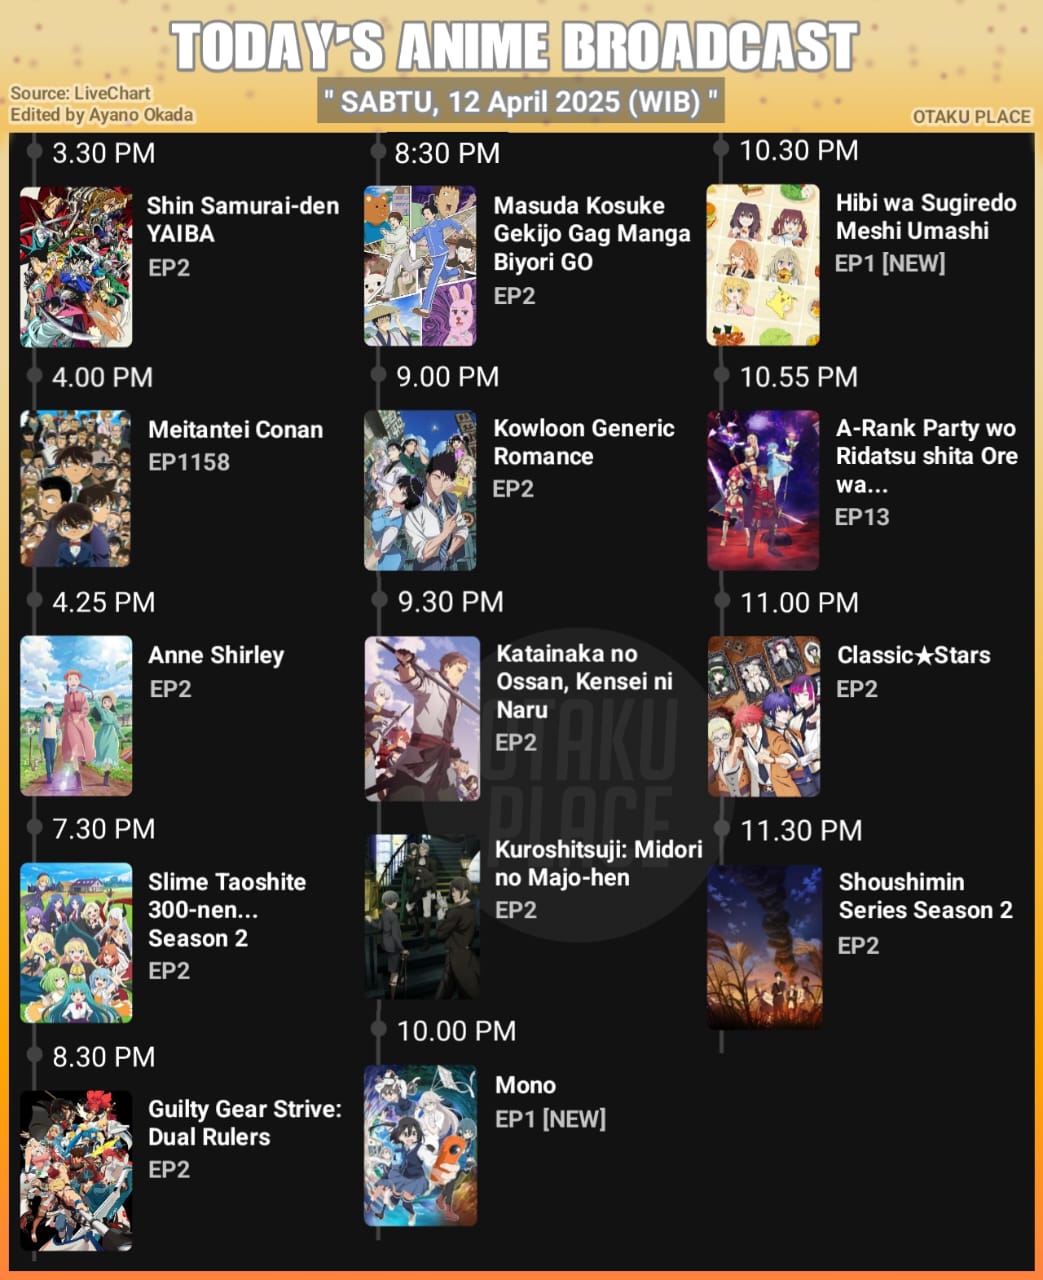 TODAY'S ANIME BROADCAST
" SABTU, 12 April 2025 (WIB) "
Source: LiveChart
Edited by Ayano Okada
OTAKU PLACE
3.30 PM
Shin Samurai-den
YAIBA
EP2
4.00 PM
Meitantei Conan
EP1158
4.25 PM
Anne Shirley
EP2
7.30 PM
Slime Taoshite
300-nen...
Season 2
EP2
8.30 PM
Guilty Gear Strive:
Dual Rulers
EP2
8:30 PM
Masuda Kosuke
Gekijo Gag Manga
Biyori GO
EP2
9.00 PM
Kowloon Generic
Romance
EP2
9.30 PM
Katainaka no
Ossan, Kensei ni
Naru
EP2
Kuroshitsuji: Midori
no Majo-hen
EP2
10.00 PM
Mono
EP1 [NEW]
10.30 PM
Hibi wa Sugiredo
Meshi Umashi
EP1 [NEW]
10.55 PM
A-Rank Party wo
Ridatsu shita Ore
wa...
EP13
11.00 PM
Classic★Stars
EP2
11.30 PM
Shoushimin
Series Season 2
EP2
OTAKU
PLACE